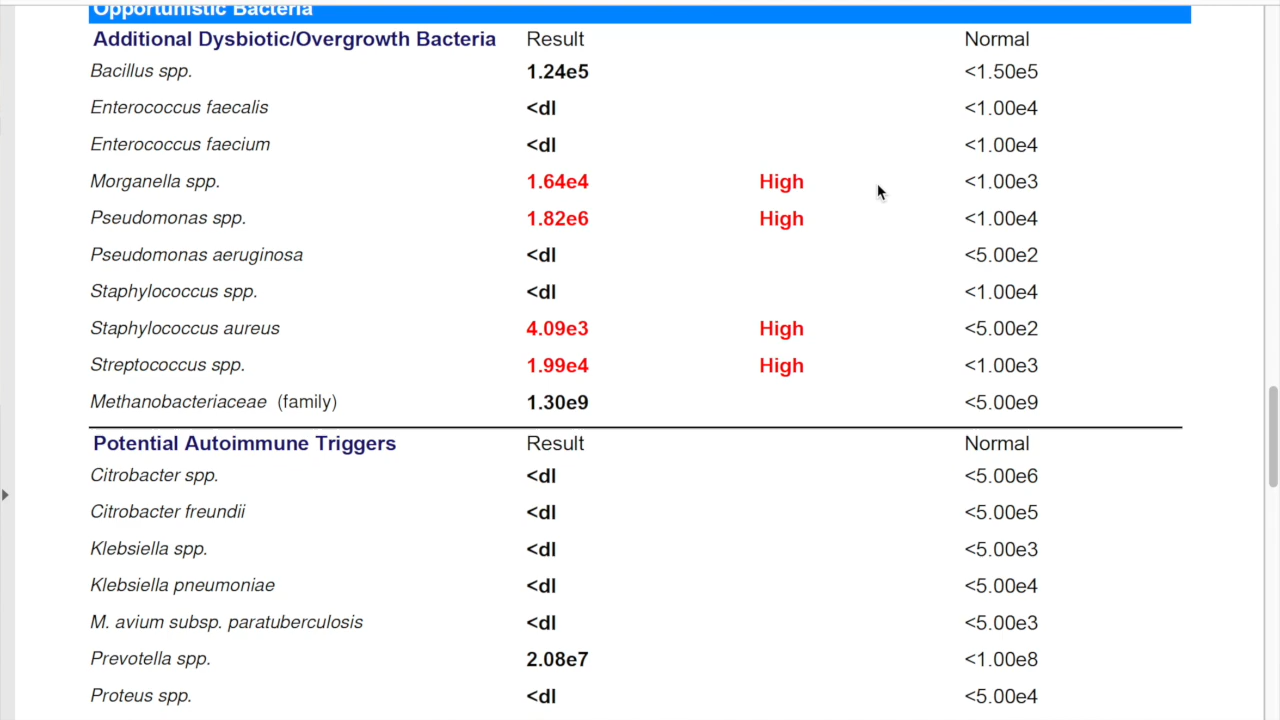 Opportunistic Bacteria
Additional Dysbiotic/Overgrowth Bacteria Result Normal
Bacillus spp. 1.24e5 <1.50e5
Enterococcus faecalis <dl <1.00e4
Enterococcus faecium <dl <1.00e4
Morganella spp. 1.64e4 High <1.00e3
Pseudomonas spp. 1.82e6 High <1.00e4
Pseudomonas aeruginosa <dl <5.00e2
Staphylococcus spp. <dl <1.00e4
Staphylococcus aureus 4.09e3 High <5.00e2
Streptococcus spp. 1.99e4 High <1.00e3
Methanobacteriaceae (family) 1.30e9 <5.00e9
Potential Autoimmune Triggers Result Normal
Citrobacter spp. <dl <5.00e6
Citrobacter freundii <dl <5.00e5
Klebsiella spp. <dl <5.00e3
Klebsiella pneumoniae <dl <5.00e4
M. avium subsp. paratuberculosis <dl <5.00e3
Prevotella spp. 2.08e7 <1.00e8
Proteus spp. <dl <5.00e4